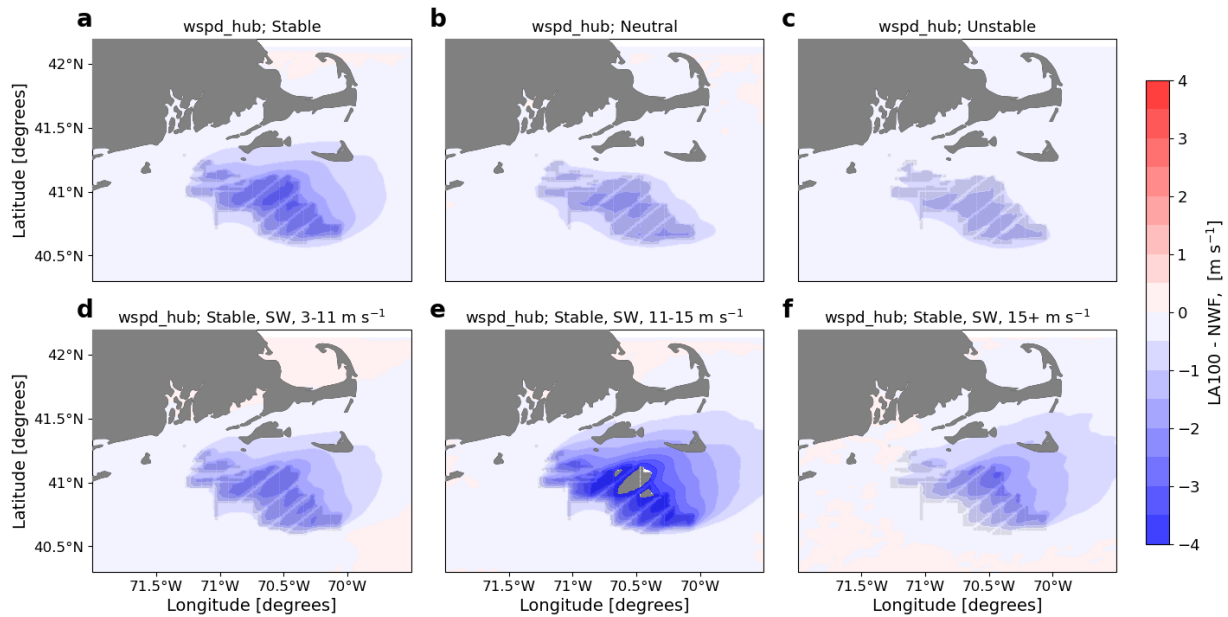 a
wspd_hub; Stable
b
wspd_hub; Neutral
c
wspd_hub; Unstable
42°N
41.5°N
41°N
40.5°N
Latitude [degrees]
d
wspd_hub; Stable, SW, 3-11 m s⁻¹
e
wspd_hub; Stable, SW, 11-15 m s⁻¹
f
wspd_hub; Stable, SW, 15+ m s⁻¹
42°N
41.5°N
41°N
40.5°N
Latitude [degrees]
71.5°W 71°W 70.5°W 70°W
Longitude [degrees]
71.5°W 71°W 70.5°W 70°W
Longitude [degrees]
71.5°W 71°W 70.5°W 70°W
Longitude [degrees]
4
3
2
1
0
−1
−2
−3
−4
LA100 - NWF, [m s⁻¹]